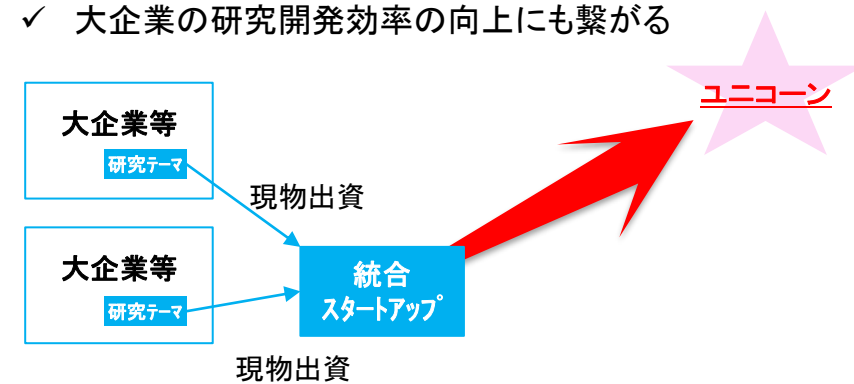 ✓ 大企業の研究開発効率の向上にも繋がる
ユニコーン
大企業等
研究ﾃｰﾏ
現物出資
大企業等
研究ﾃｰﾏ
統合
ｽﾀｰﾄｱｯﾌﾟ
現物出資